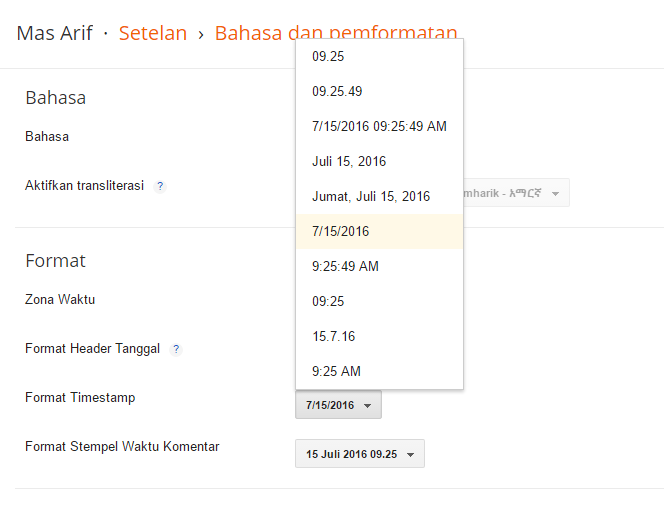 Mas Arif · Setelan › Bahasa dan pemformatan
Bahasa
Bahasa
Aktifkan transliterasi ?
mharik - አማርኛ
Format
Zona Waktu
Format Header Tanggal ?
Format Timestamp
09.25
09.25.49
7/15/2016 09:25:49 AM
Juli 15, 2016
Jumat, Juli 15, 2016
7/15/2016
9:25:49 AM
09:25
15.7.16
9:25 AM
7/15/2016
Format Stempel Waktu Komentar
15 Juli 2016 09.25